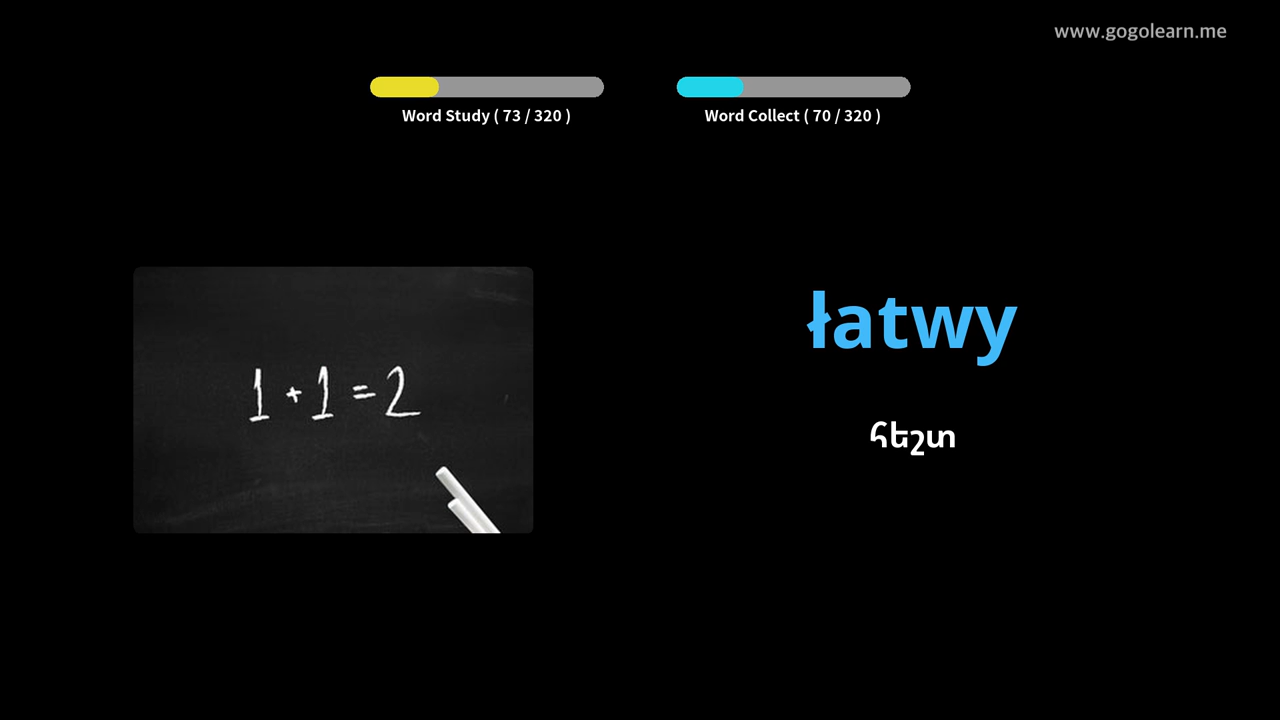 www.gogolearn.me
Word Study ( 73 / 320 )
Word Collect ( 70 / 320 )
1 + 1 = 2
łatwy
հեշտ